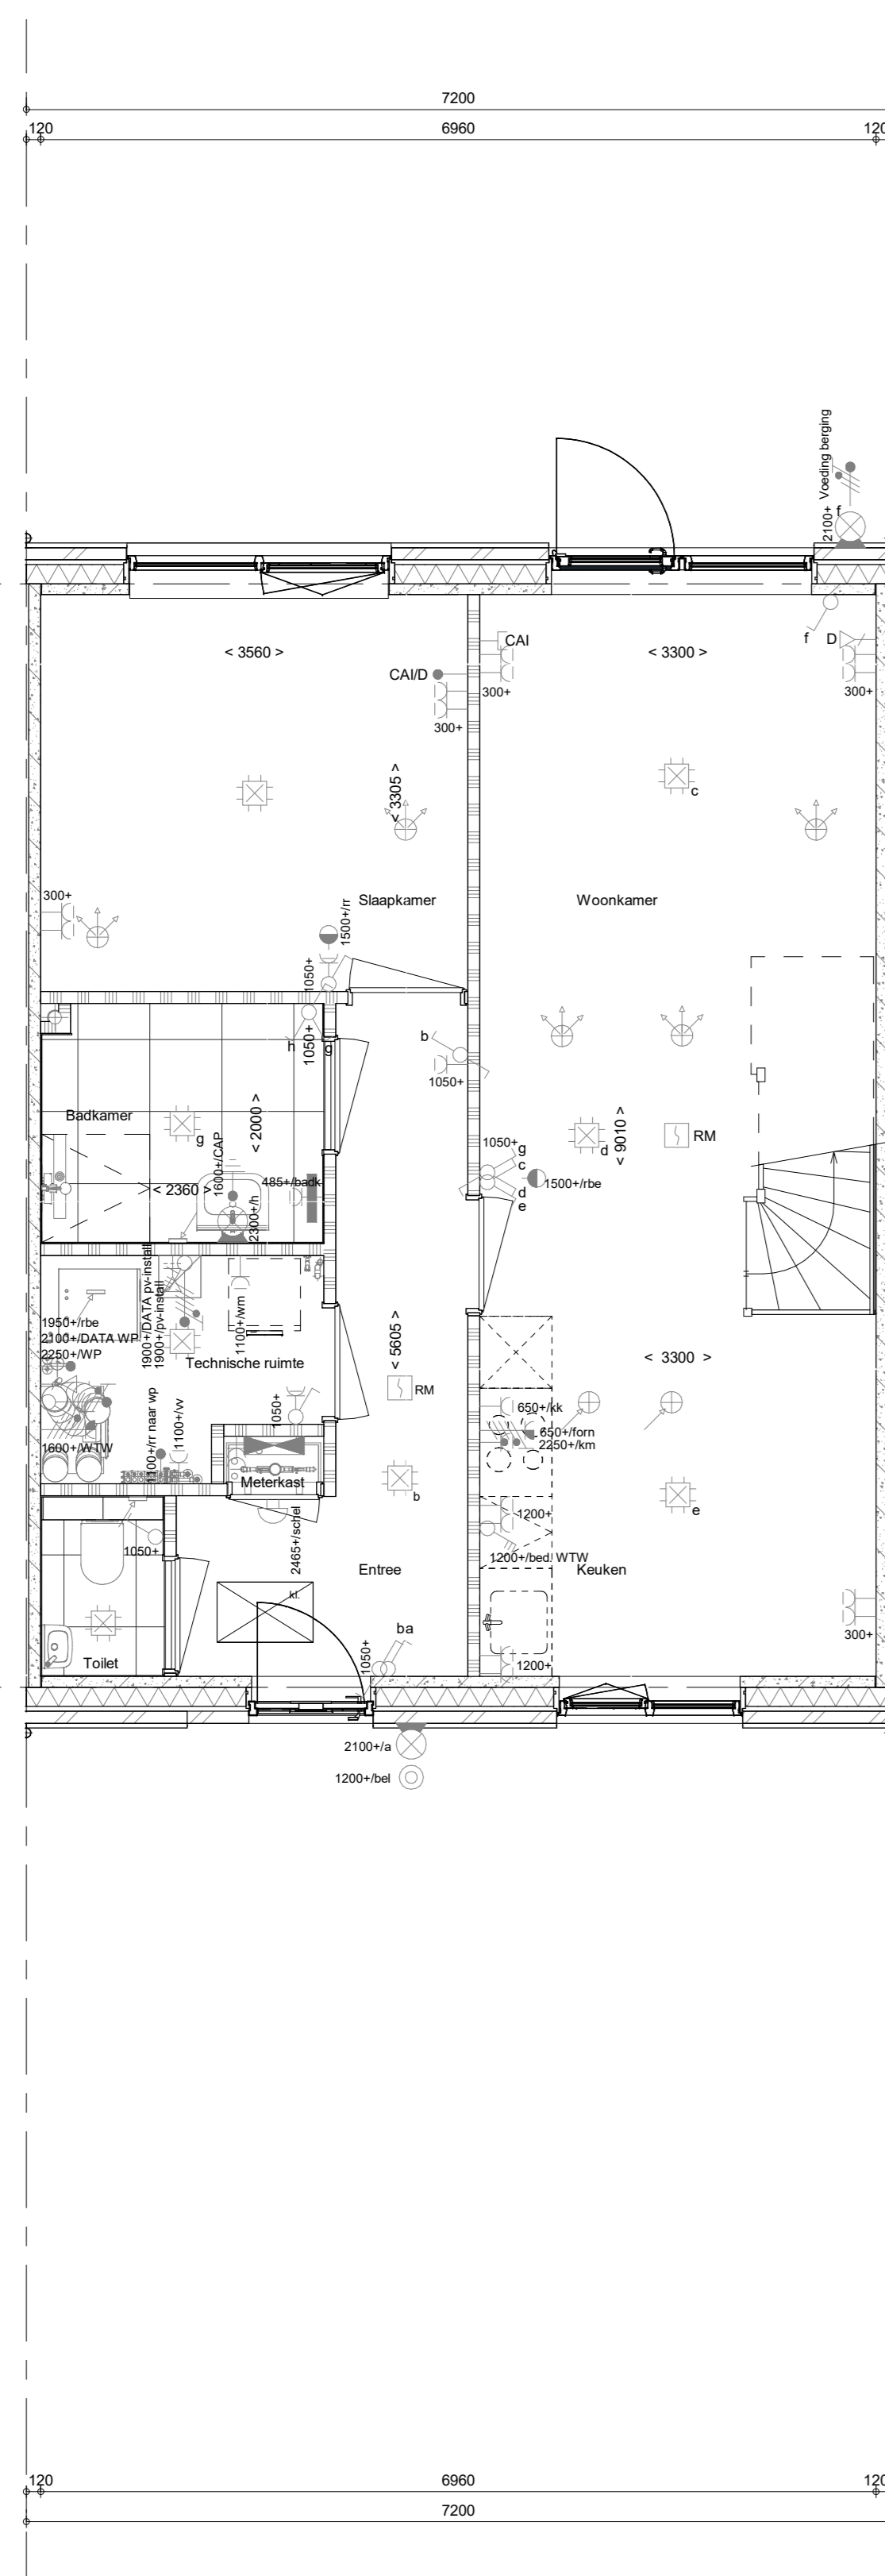 7200
120 6960 120
2100+ Voeding berging
f
f D
< 3560 > CAI < 3300 >
CAI/D
300+
300+
300+
< 3305 >
c
300+
Slaapkamer Woonkamer
1500+/rr
1050+
1050+
h g
b
1050+
Badkamer
g
< 2000 >
1600+/CAP
< 2360 >
2300+/h
485+/badk
1050+
g
c
d
e
1500+/rbe
d
< 9010 >
RM
1900+/DATA pv-install
1900+/pv-install
1950+/rbe
2100+/DATA WP
2250+/WP
1100+/wm
Technische ruimte
< 5605 >
RM
< 3300 >
1600+/WTW
1100+/rr naar wp
1100+/vv
1050+
Meterkast
2465+/schel
b
650+/kk
650+/forn
2250+/km
e
1200+
1200+/bed. WTW
1050+
Entree Keuken
kl.
Toilet
1050+
ba
1200+
300+
2100+/a
1200+/bel
120 6960 120
7200